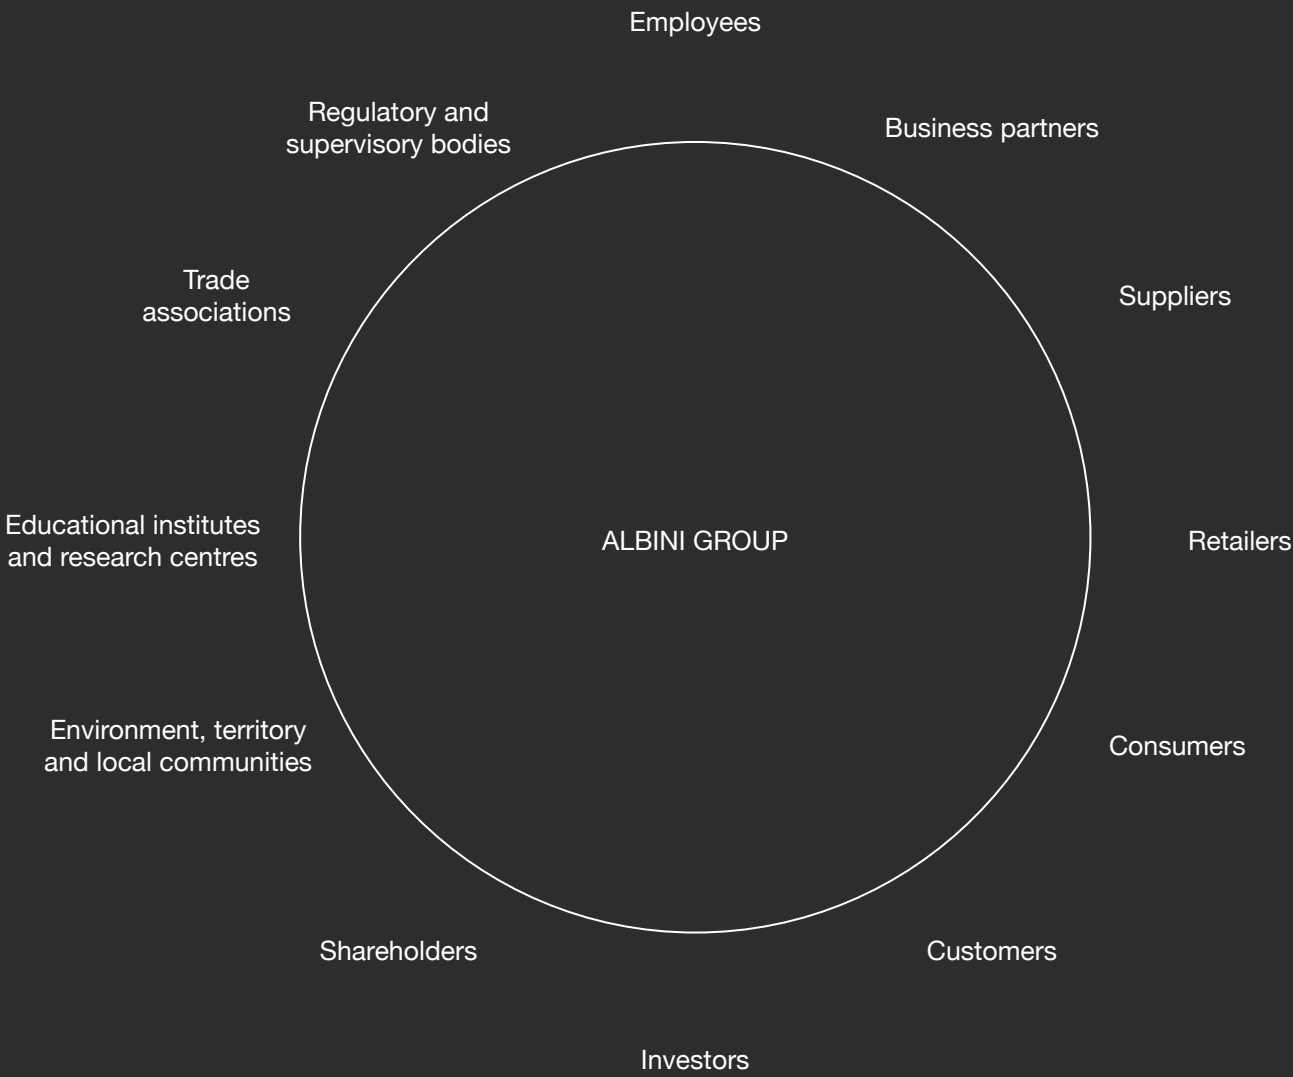 Employees
Regulatory and
supervisory bodies
Business partners
Trade
associations
Suppliers
Educational institutes
and research centres
ALBINI GROUP
Retailers
Environment, territory
and local communities
Consumers
Shareholders
Customers
Investors